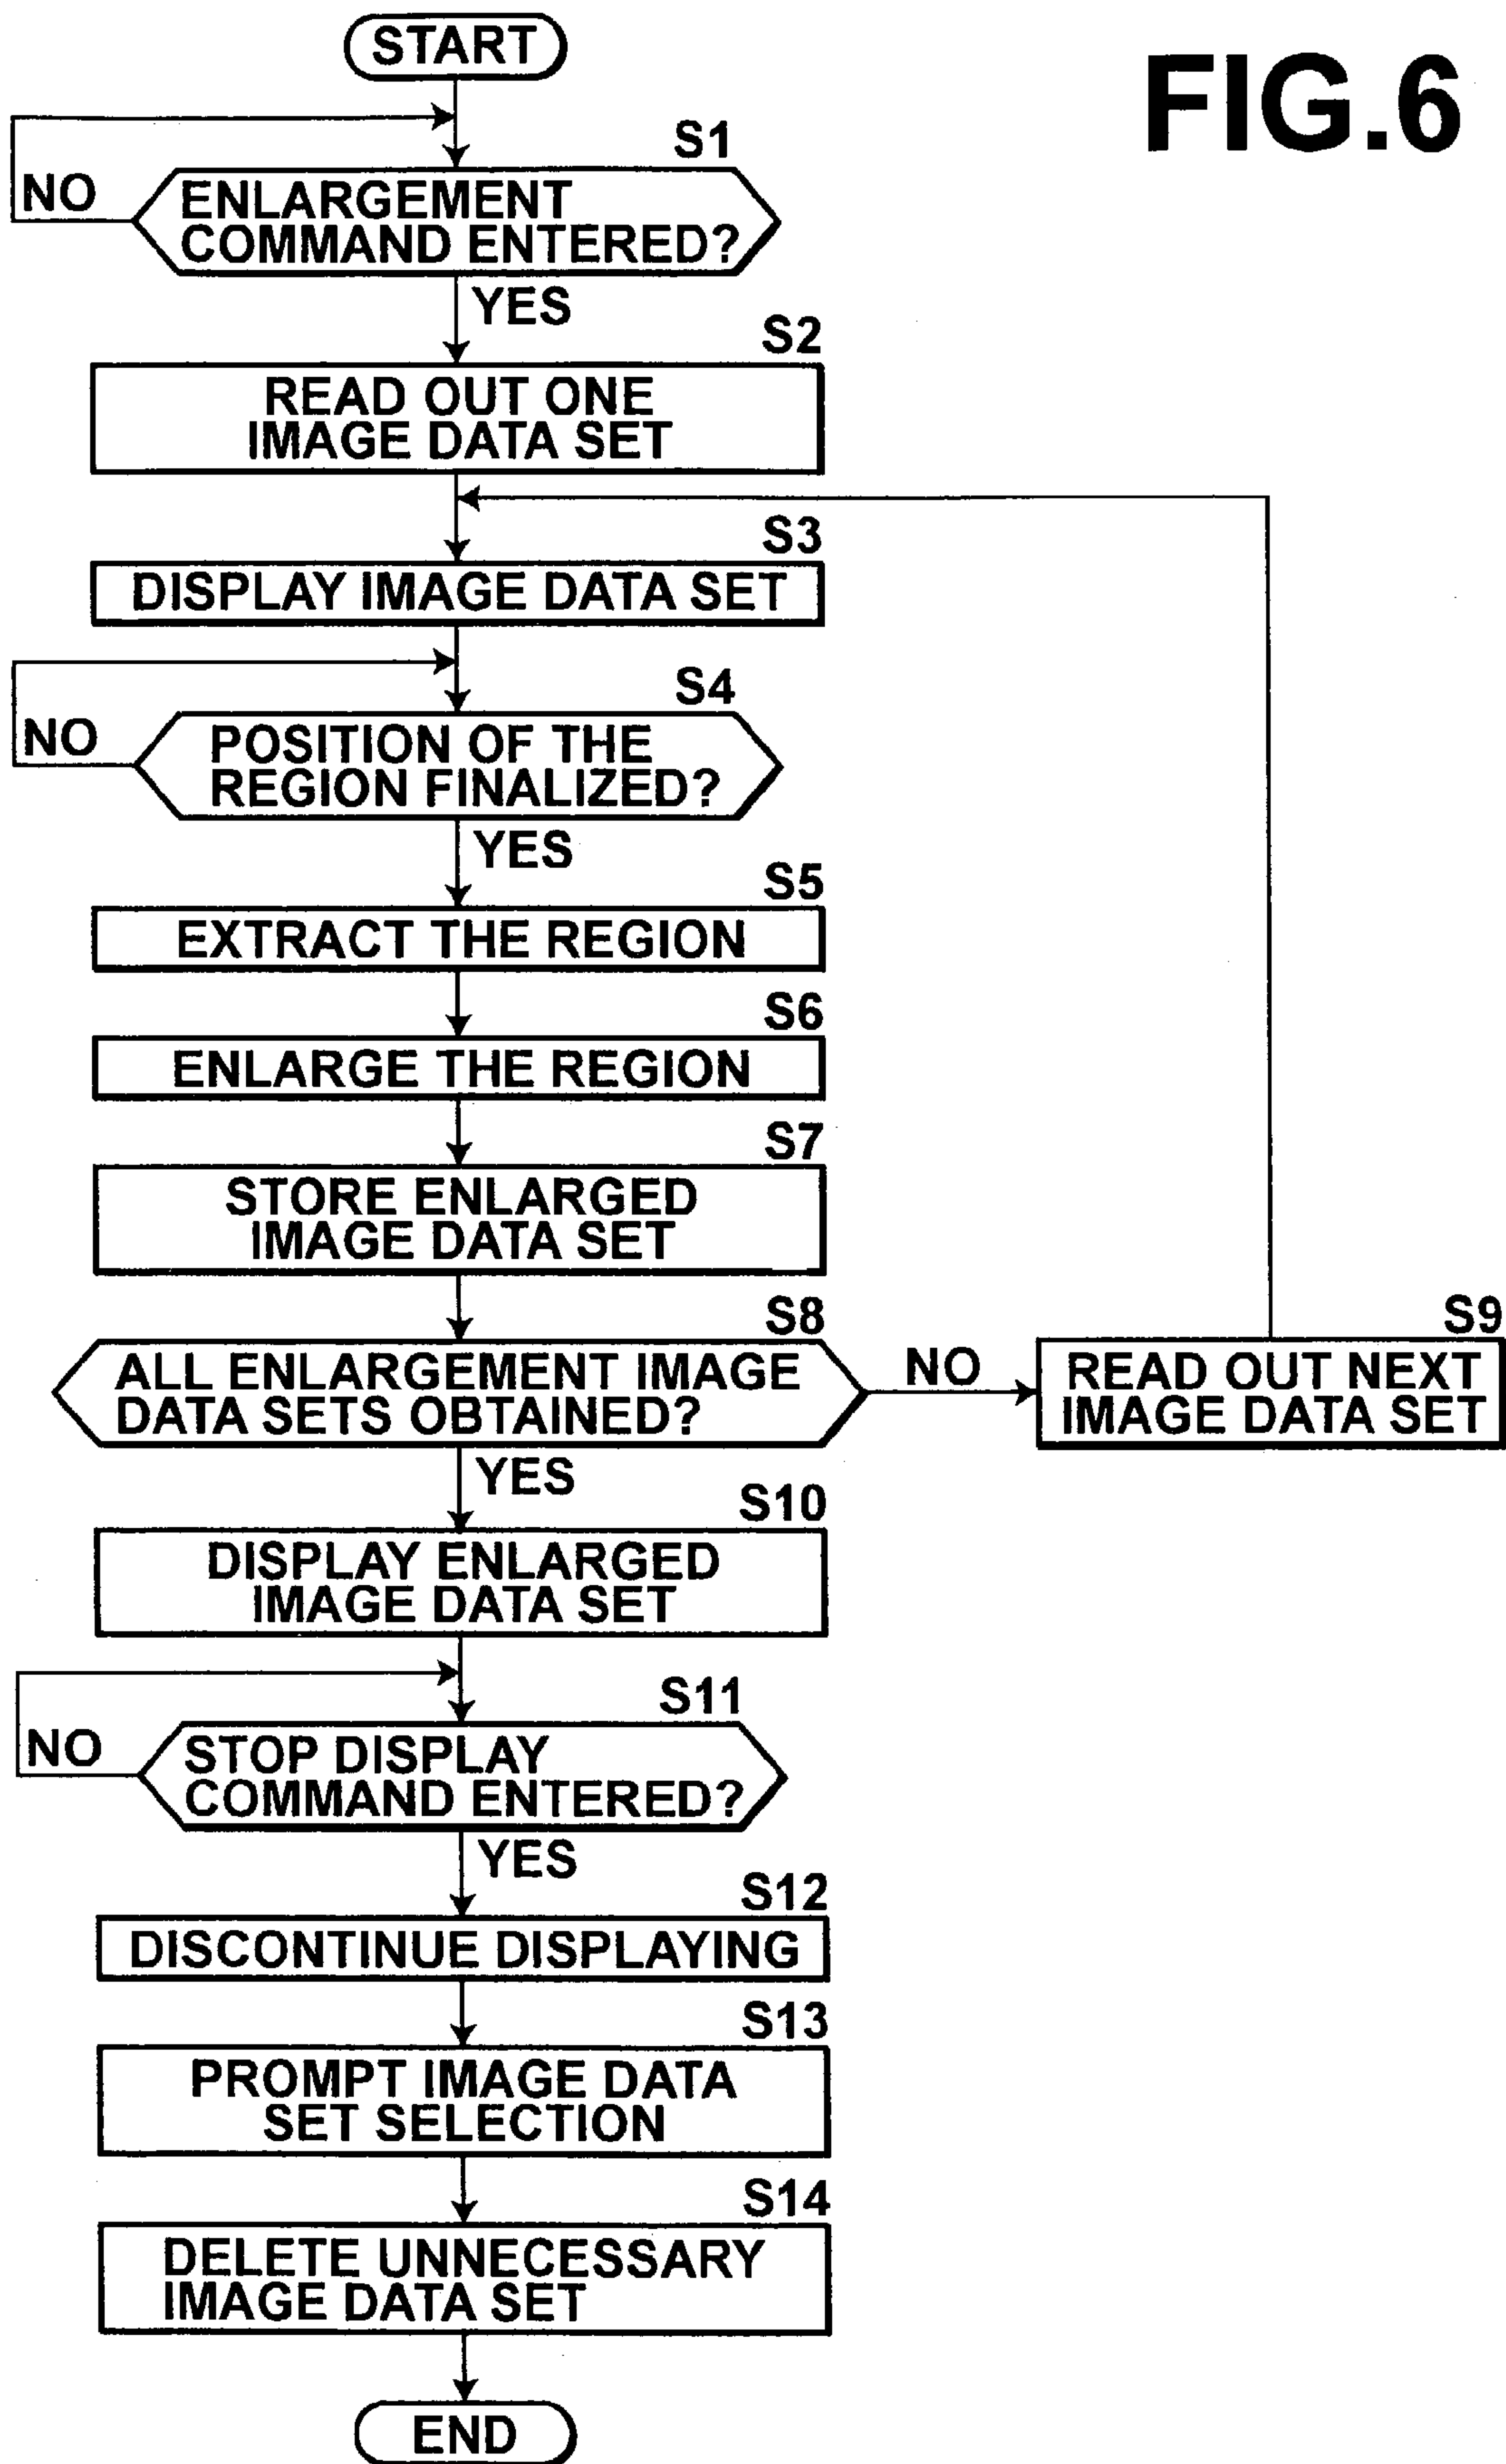 FIG.6
START
S1
NO
ENLARGEMENT
COMMAND ENTERED?
YES
S2
READ OUT ONE
IMAGE DATA SET
S3
DISPLAY IMAGE DATA SET
S4
NO
POSITION OF THE
REGION FINALIZED?
YES
S5
EXTRACT THE REGION
S6
ENLARGE THE REGION
S7
STORE ENLARGED
IMAGE DATA SET
S8
ALL ENLARGEMENT IMAGE
DATA SETS OBTAINED?
NO
S9
READ OUT NEXT
IMAGE DATA SET
YES
S10
DISPLAY ENLARGED
IMAGE DATA SET
S11
NO
STOP DISPLAY
COMMAND ENTERED?
YES
S12
DISCONTINUE DISPLAYING
S13
PROMPT IMAGE DATA
SET SELECTION
S14
DELETE UNNECESSARY
IMAGE DATA SET
END